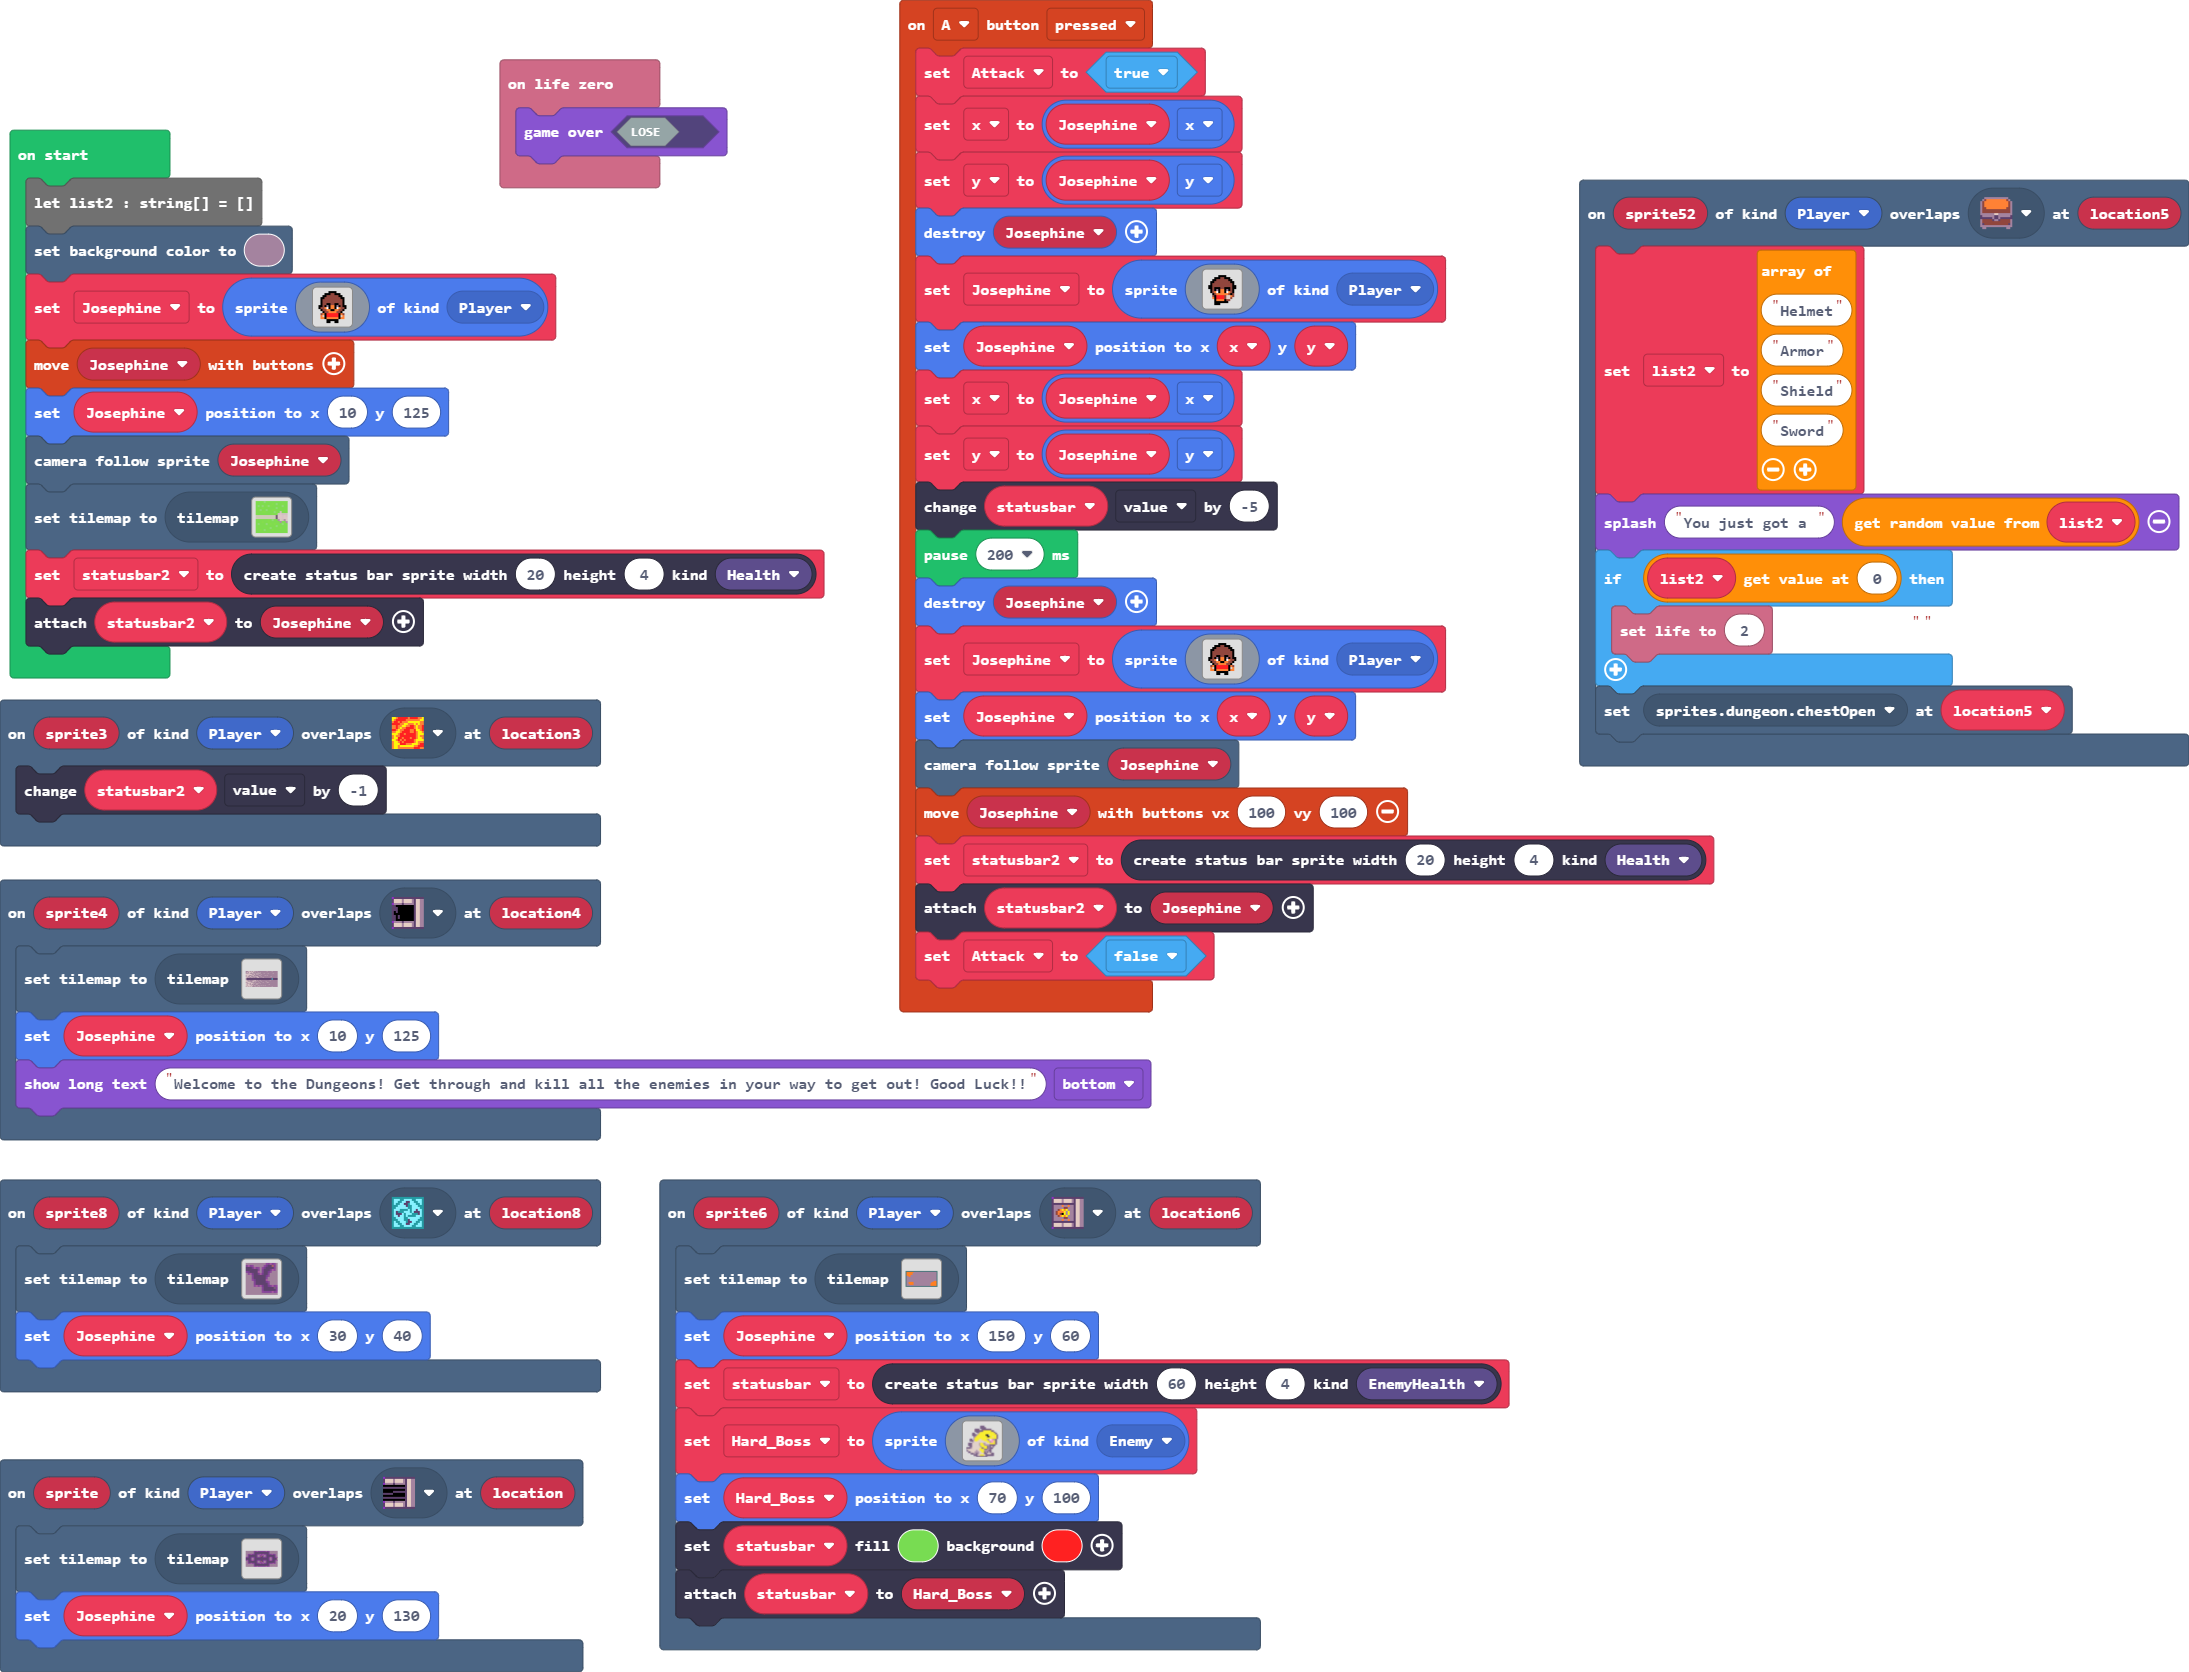 on start
let list2 : string[] = []
set background color to
set Josephine to sprite of kind Player
move Josephine with buttons
set Josephine position to x 10 y 125
camera follow sprite Josephine
set tilemap to tilemap
set statusbar2 to create status bar sprite width 20 height 4 kind Health
attach statusbar2 to Josephine
on life zero
game over LOSE
on A button pressed
set Attack to true
set x to Josephine x
set y to Josephine y
destroy Josephine
set Josephine to sprite of kind Player
set Josephine position to x x y y
set x to Josephine x
set y to Josephine y
change statusbar value by -5
pause 200 ms
destroy Josephine
set Josephine to sprite of kind Player
set Josephine position to x x y y
camera follow sprite Josephine
move Josephine with buttons vx 100 vy 100
set statusbar2 to create status bar sprite width 20 height 4 kind Health
attach statusbar2 to Josephine
set Attack to false
on sprite52 of kind Player overlaps at location5
set list2 to array of
"Helmet"
"Armor"
"Shield"
"Sword"
splash "You just got a " get random value from list2
if list2 get value at 0 then
set life to 2
" "
set sprites.dungeon.chestOpen at location5
on sprite3 of kind Player overlaps at location3
change statusbar2 value by -1
on sprite4 of kind Player overlaps at location4
set tilemap to tilemap
set Josephine position to x 10 y 125
show long text "Welcome to the Dungeons! Get through and kill all the enemies in your way to get out! Good Luck!!" bottom
on sprite8 of kind Player overlaps at location8
set tilemap to tilemap
set Josephine position to x 30 y 40
on sprite of kind Player overlaps at location
set tilemap to tilemap
set Josephine position to x 20 y 130
on sprite6 of kind Player overlaps at location6
set tilemap to tilemap
set Josephine position to x 150 y 60
set statusbar to create status bar sprite width 60 height 4 kind EnemyHealth
set Hard_Boss to sprite of kind Enemy
set Hard_Boss position to x 70 y 100
set statusbar fill background
attach statusbar to Hard_Boss